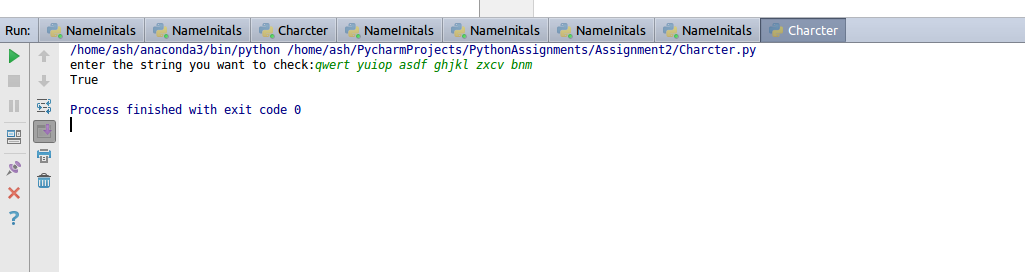 Run: NameInitals NameInitals Charcter NameInitals NameInitals NameInitals NameInitals Charcter
/home/ash/anaconda3/bin/python /home/ash/PycharmProjects/PythonAssignments/Assignment2/Charcter.py
enter the string you want to check:qwert yuiop asdf ghjkl zxcv bnm
True
Process finished with exit code 0